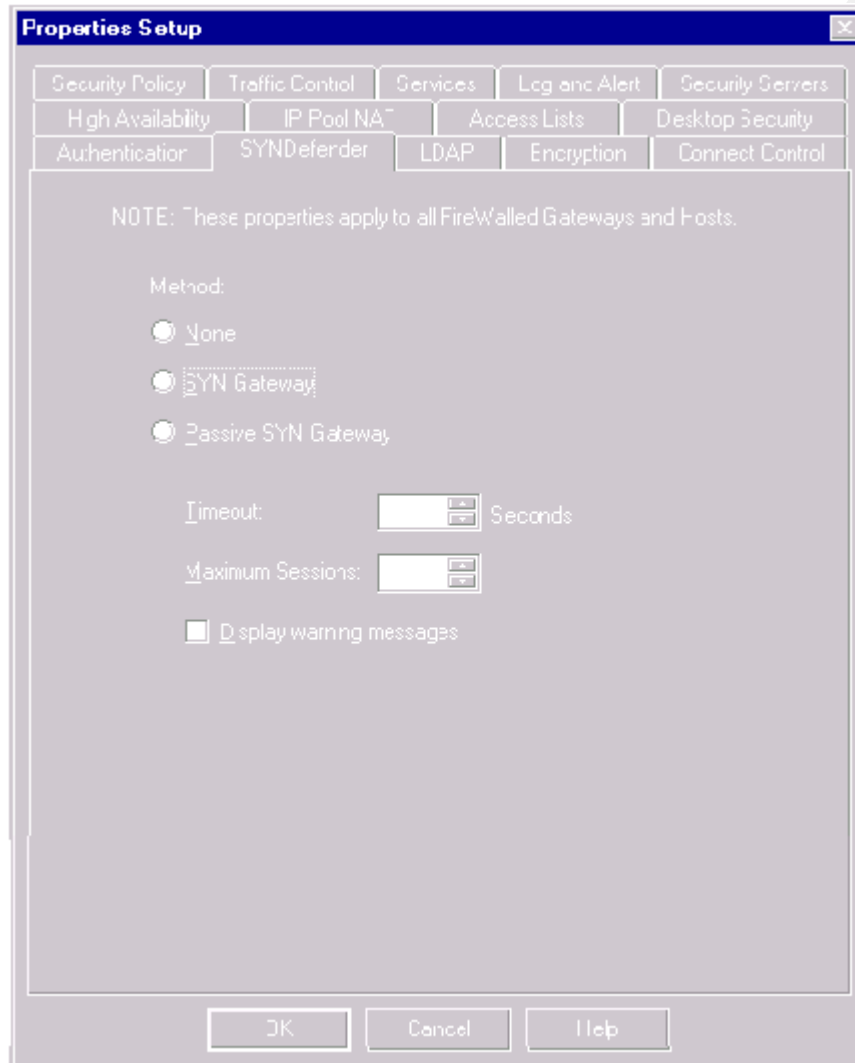 Properties Setup
Security Policy Traffic Control Services Log and Alert Security Servers
High Availability IP Pool NAT Access Lists Desktop Security
Authentication SYNDefender LDAP Encryption Connect Control
NOTE: These properties apply to all FireWalled Gateways and Hosts.
Method:
None
SYN Gateway
Passive SYN Gateway
Timeout: Seconds
Maximum Sessions:
Display warning messages
OK Cancel Help